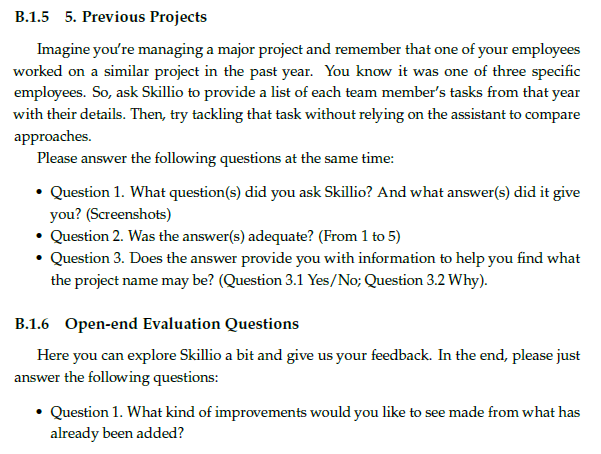 B.1.5 5. Previous Projects
Imagine you're managing a major project and remember that one of your employees
worked on a similar project in the past year. You know it was one of three specific
employees. So, ask Skillio to provide a list of each team member's tasks from that year
with their details. Then, try tackling that task without relying on the assistant to compare
approaches.
Please answer the following questions at the same time:
• Question 1. What question(s) did you ask Skillio? And what answer(s) did it give
you? (Screenshots)
• Question 2. Was the answer(s) adequate? (From 1 to 5)
• Question 3. Does the answer provide you with information to help you find what
the project name may be? (Question 3.1 Yes/No; Question 3.2 Why).
B.1.6 Open-end Evaluation Questions
Here you can explore Skillio a bit and give us your feedback. In the end, please just
answer the following questions:
• Question 1. What kind of improvements would you like to see made from what has
already been added?